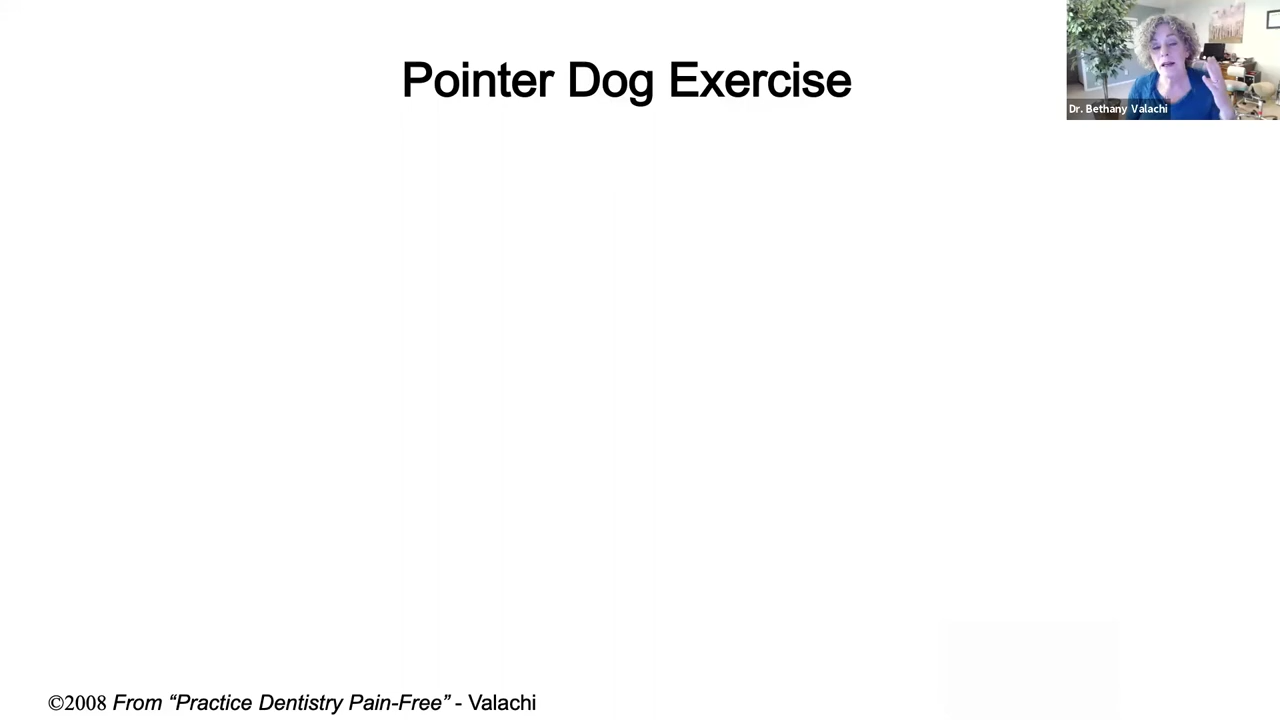 Pointer Dog Exercise
Dr. Bethany Valachi
©2008 From “Practice Dentistry Pain-Free” - Valachi